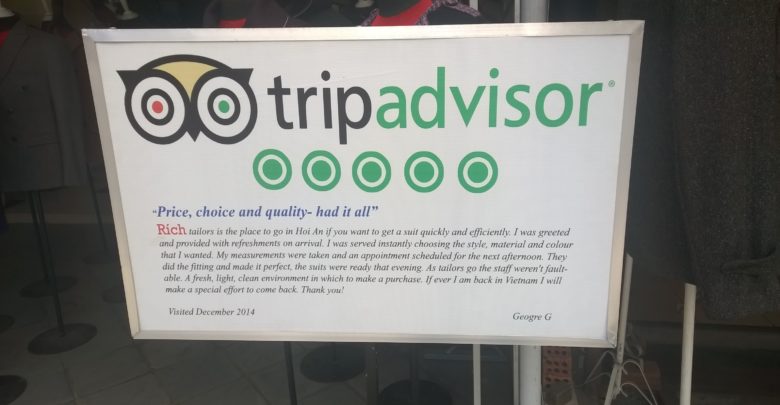 tripadvisor®
“Price, choice and quality- had it all”
Rich tailors is the place to go in Hoi An if you want to get a suit quickly and efficiently. I was greeted
and provided with refreshments on arrival. I was served instantly choosing the style, material and colour
that I wanted. My measurements were taken and an appointment scheduled for the next afternoon. They
did the fitting and made it perfect, the suits were ready that evening. As tailors go the staff weren't fault-
able. A fresh, light, clean environment in which to make a purchase. If ever I am back in Vietnam I will
make a special effort to come back. Thank you!
Visited December 2014
Geogre G